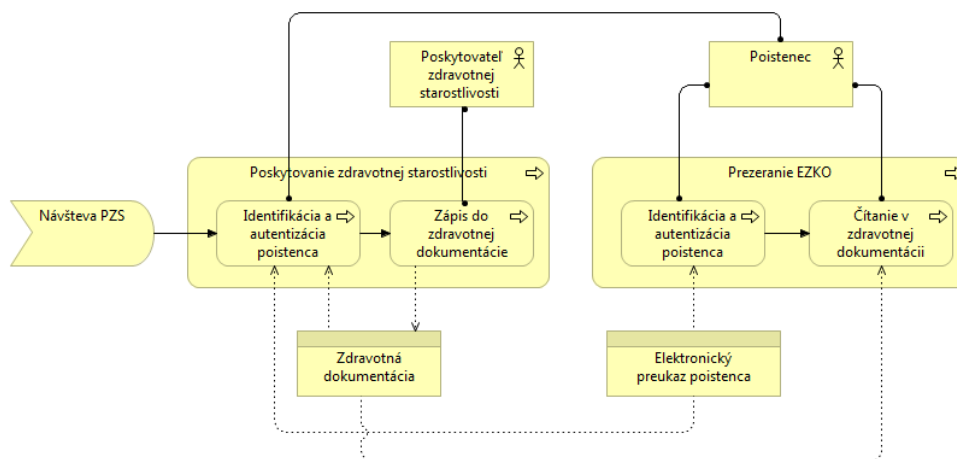 Poskytovateľ
zdravotnej
starostlivosti
Poistenec
Poskytovanie zdravotnej starostlivosti
Prezeranie EZKO
Návšteva PZS
Identifikácia a
autentizácia
poistenca
Zápis do
zdravotnej
dokumentácie
Identifikácia a
autentizácia
poistenca
Čítanie v
zdravotnej
dokumentácii
Zdravotná
dokumentácia
Elektronický
preukaz poistenca